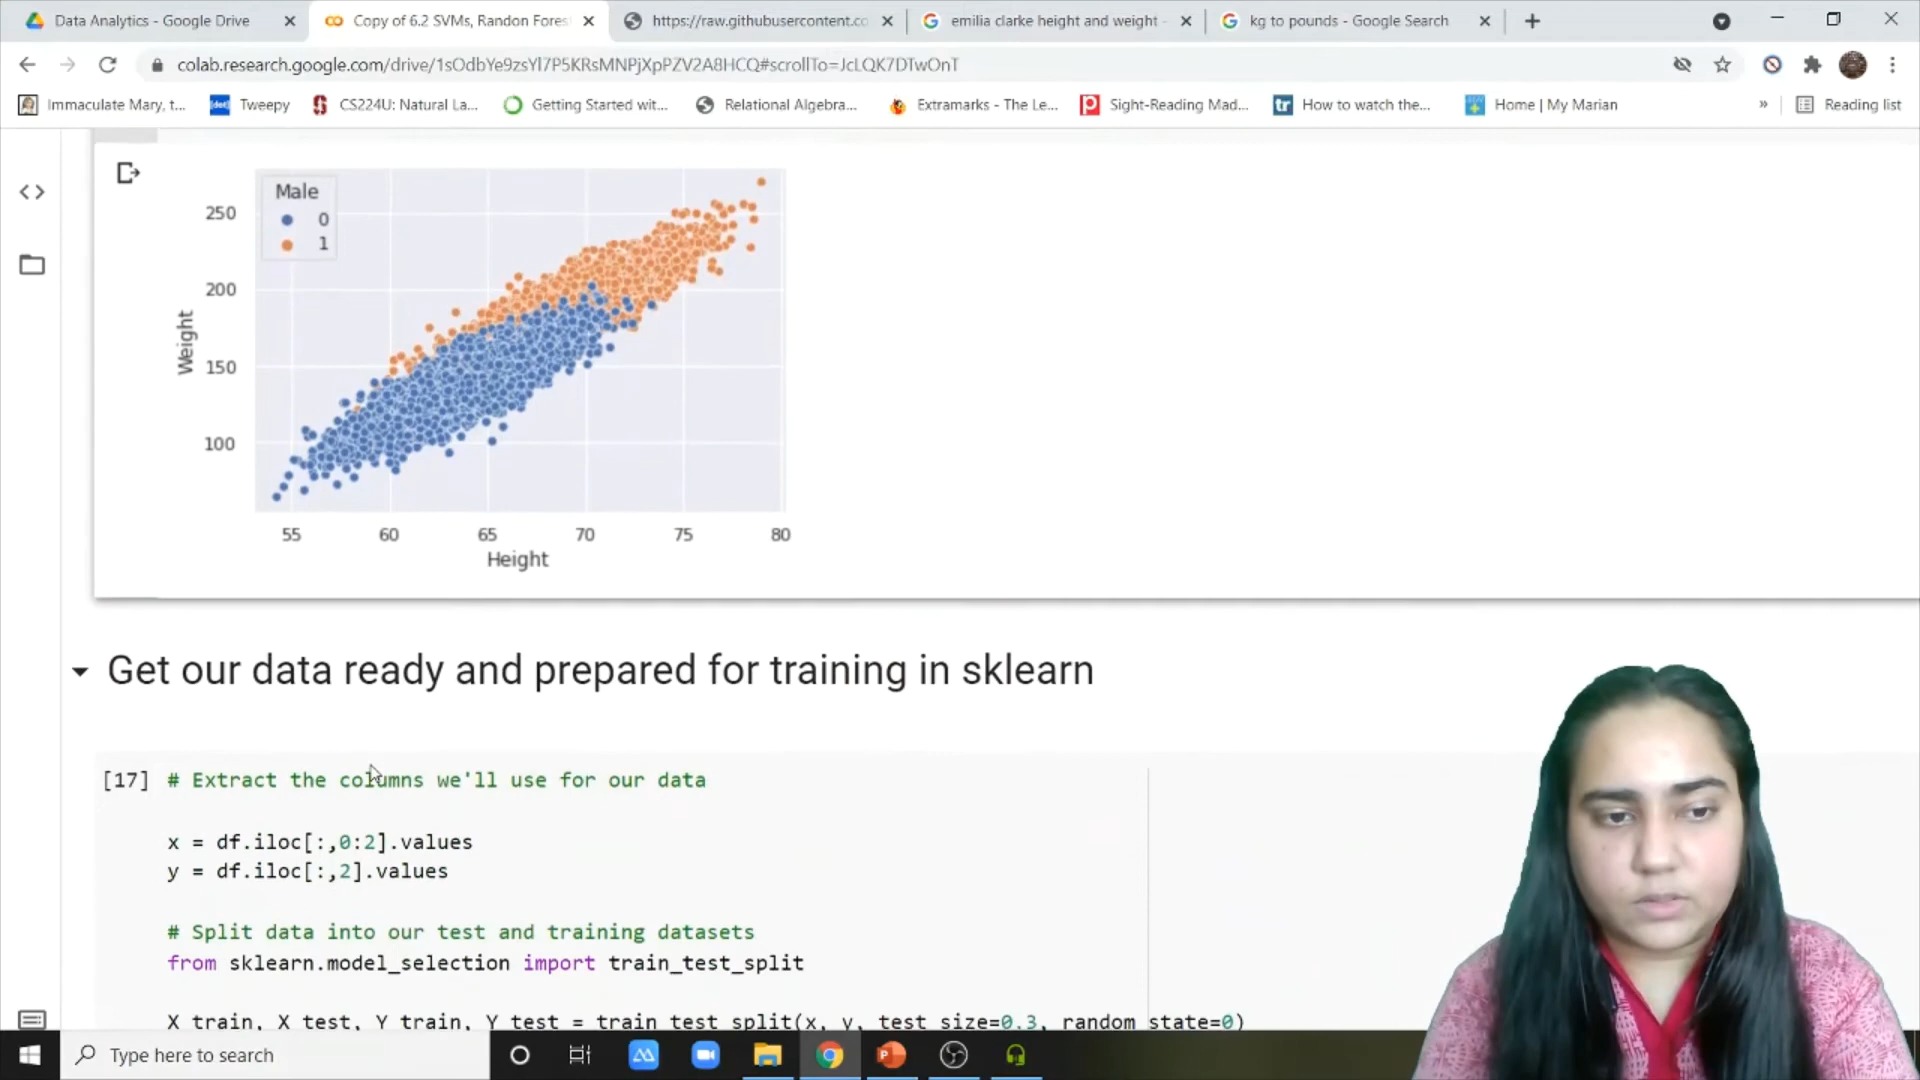 Data Analytics - Google Drive
Copy of 6.2 SVMs, Randon Fores
https://raw.githubusercontent.co
emilia clarke height and weight -
kg to pounds - Google Search
colab.research.google.com/drive/1sOdbYe9zsYl7P5KRsMNPjXpPZV2A8HCQ#scrollTo=JcLQK7DTwOnT
Immaculate Mary, t...
Tweepy
CS224U: Natural La...
Getting Started wit...
Relational Algebra...
Extramarks - The Le...
Sight-Reading Mad...
How to watch the...
Home | My Marian
»
Reading list
Male
0
1
250
200
150
100
Weight
55 60 65 70 75 80
Height
Get our data ready and prepared for training in sklearn
[17] # Extract the columns we'll use for our data
x = df.iloc[:,0:2].values
y = df.iloc[:,2].values
# Split data into our test and training datasets
from sklearn.model_selection import train_test_split
X_train, X_test, Y_train, Y_test = train_test_split(x, y, test_size=0.3, random_state=0)
Type here to search